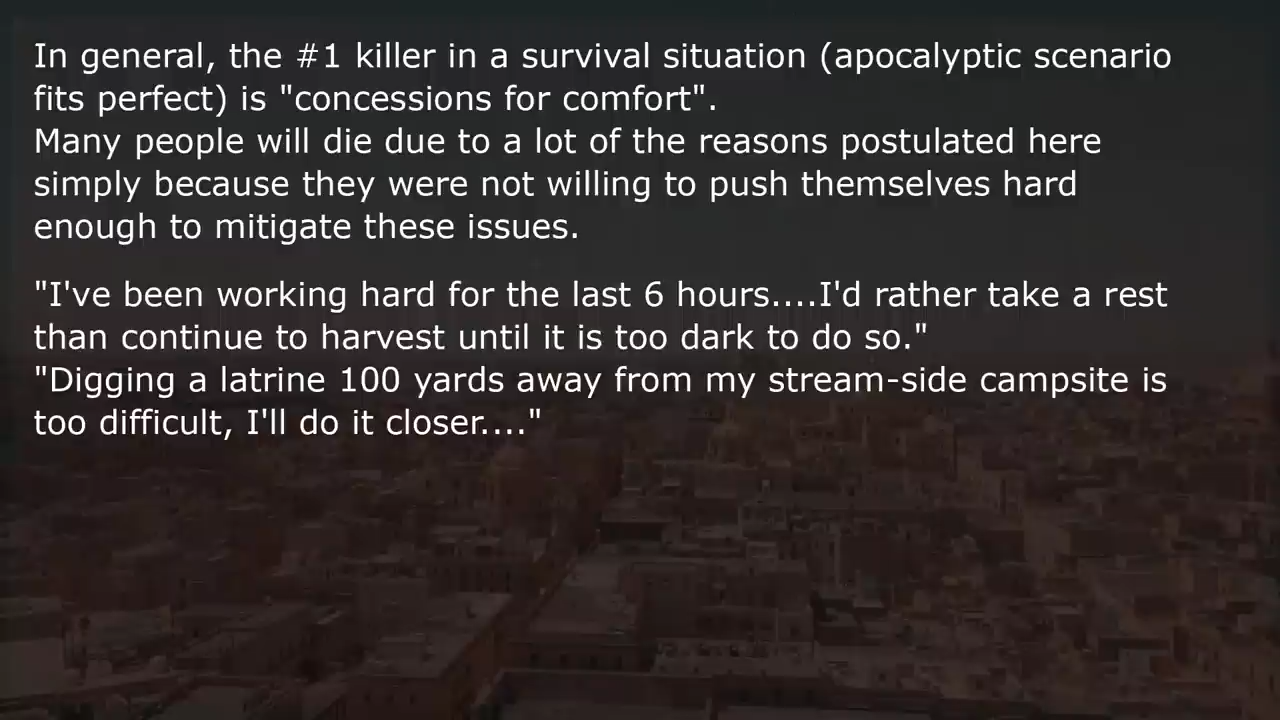 In general, the #1 killer in a survival situation (apocalyptic scenario
fits perfect) is "concessions for comfort".
Many people will die due to a lot of the reasons postulated here
simply because they were not willing to push themselves hard
enough to mitigate these issues.
"I've been working hard for the last 6 hours....I'd rather take a rest
than continue to harvest until it is too dark to do so."
"Digging a latrine 100 yards away from my stream-side campsite is
too difficult, I'll do it closer...."